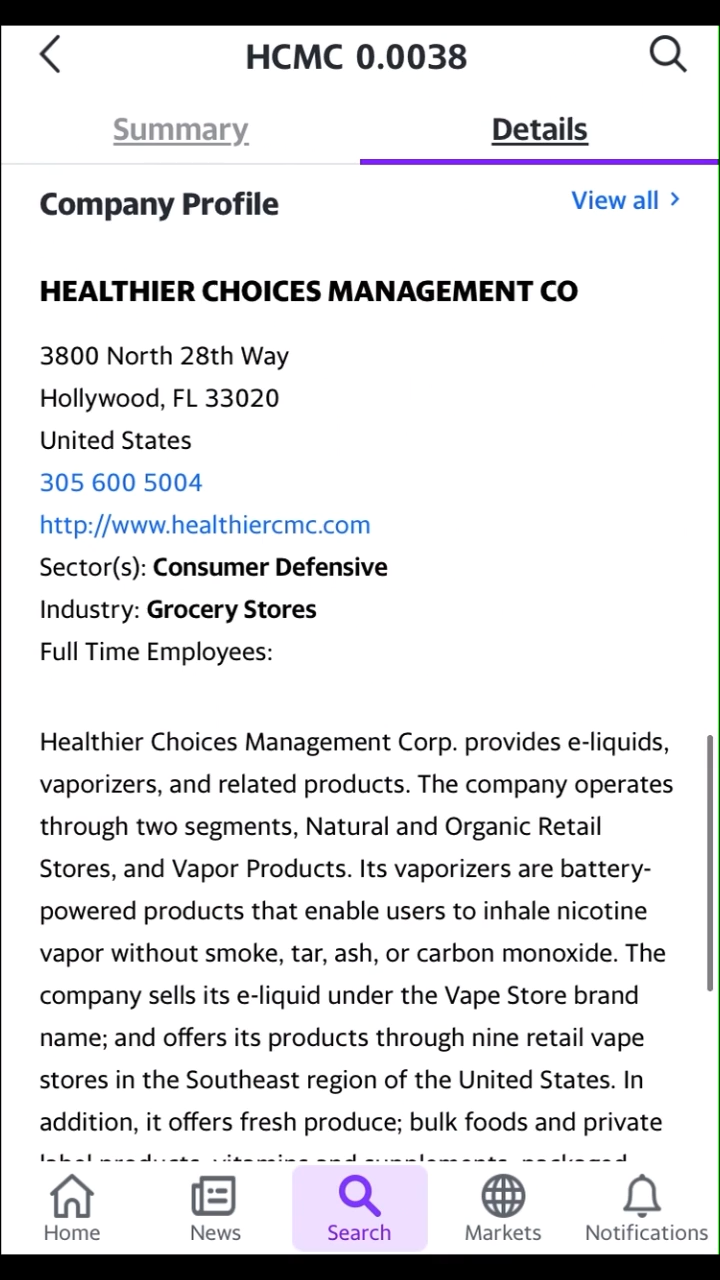 HCMC 0.0038
Summary
Details
Company Profile
View all
HEALTHIER CHOICES MANAGEMENT CO
3800 North 28th Way
Hollywood, FL 33020
United States
305 600 5004
http://www.healthiercmc.com
Sector(s): Consumer Defensive
Industry: Grocery Stores
Full Time Employees:
Healthier Choices Management Corp. provides e-liquids,
vaporizers, and related products. The company operates
through two segments, Natural and Organic Retail
Stores, and Vapor Products. Its vaporizers are battery-
powered products that enable users to inhale nicotine
vapor without smoke, tar, ash, or carbon monoxide. The
company sells its e-liquid under the Vape Store brand
name; and offers its products through nine retail vape
stores in the Southeast region of the United States. In
addition, it offers fresh produce; bulk foods and private
label products, vitamins and supplements, packaged
Home
News
Search
Markets
Notifications